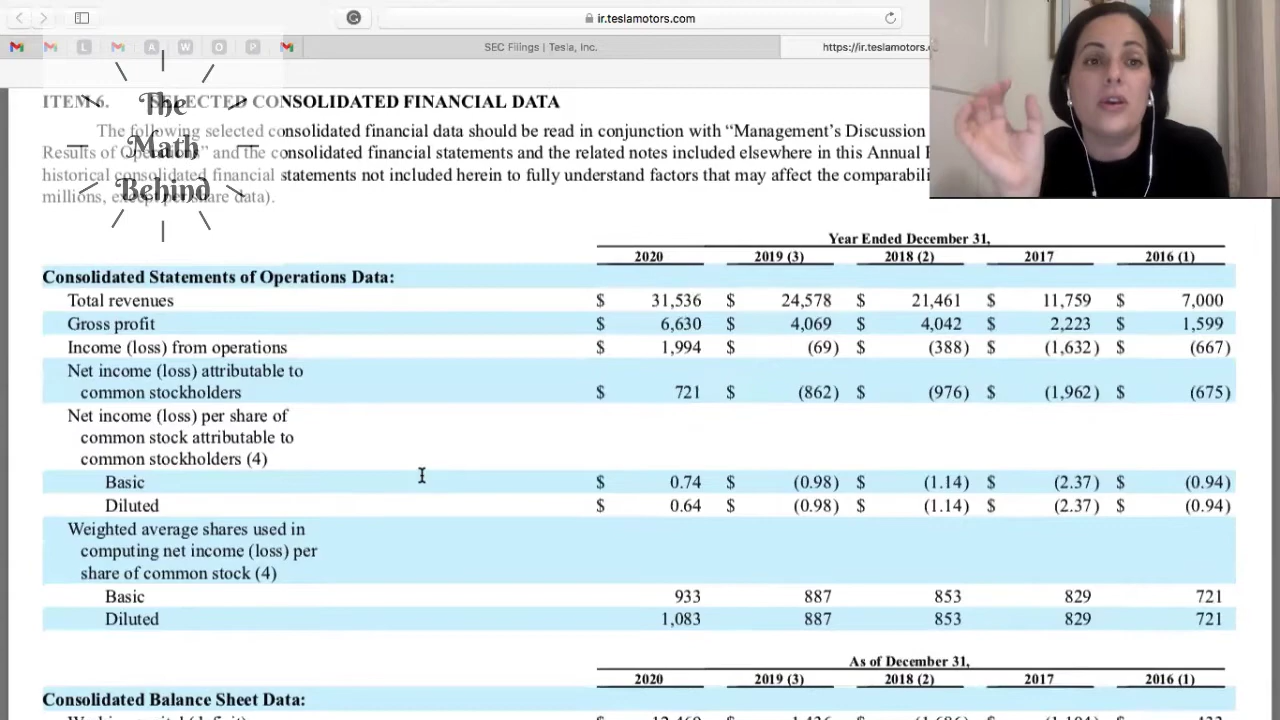 ir.teslamotors.com
L A W O P
SEC Filings | Tesla, Inc.
https://ir.teslamotors.
The
Math
Behind
ITEM 6. SELECTED CONSOLIDATED FINANCIAL DATA
The following selected consolidated financial data should be read in conjunction with “Management’s Discussion
Results of Operations” and the consolidated financial statements and the related notes included elsewhere in this Annual
historical consolidated financial statements not included herein to fully understand factors that may affect the
millions, except per share data).
Year Ended December 31,
2020 2019 (3) 2018 (2) 2017 2016 (1)
Consolidated Statements of Operations Data:
Total revenues $ 31,536 $ 24,578 $ 21,461 $ 11,759 $ 7,000
Gross profit $ 6,630 $ 4,069 $ 4,042 $ 2,223 $ 1,599
Income (loss) from operations $ 1,994 $ (69) $ (388) $ (1,632) $ (667)
Net income (loss) attributable to
common stockholders $ 721 $ (862) $ (976) $ (1,962) $ (675)
Net income (loss) per share of
common stock attributable to
common stockholders (4)
Basic $ 0.74 $ (0.98) $ (1.14) $ (2.37) $ (0.94)
Diluted $ 0.64 $ (0.98) $ (1.14) $ (2.37) $ (0.94)
Weighted average shares used in
computing net income (loss) per
share of common stock (4)
Basic 933 887 853 829 721
Diluted 1,083 887 853 829 721
As of December 31,
2020 2019 (3) 2018 (2) 2017 2016 (1)
Consolidated Balance Sheet Data: